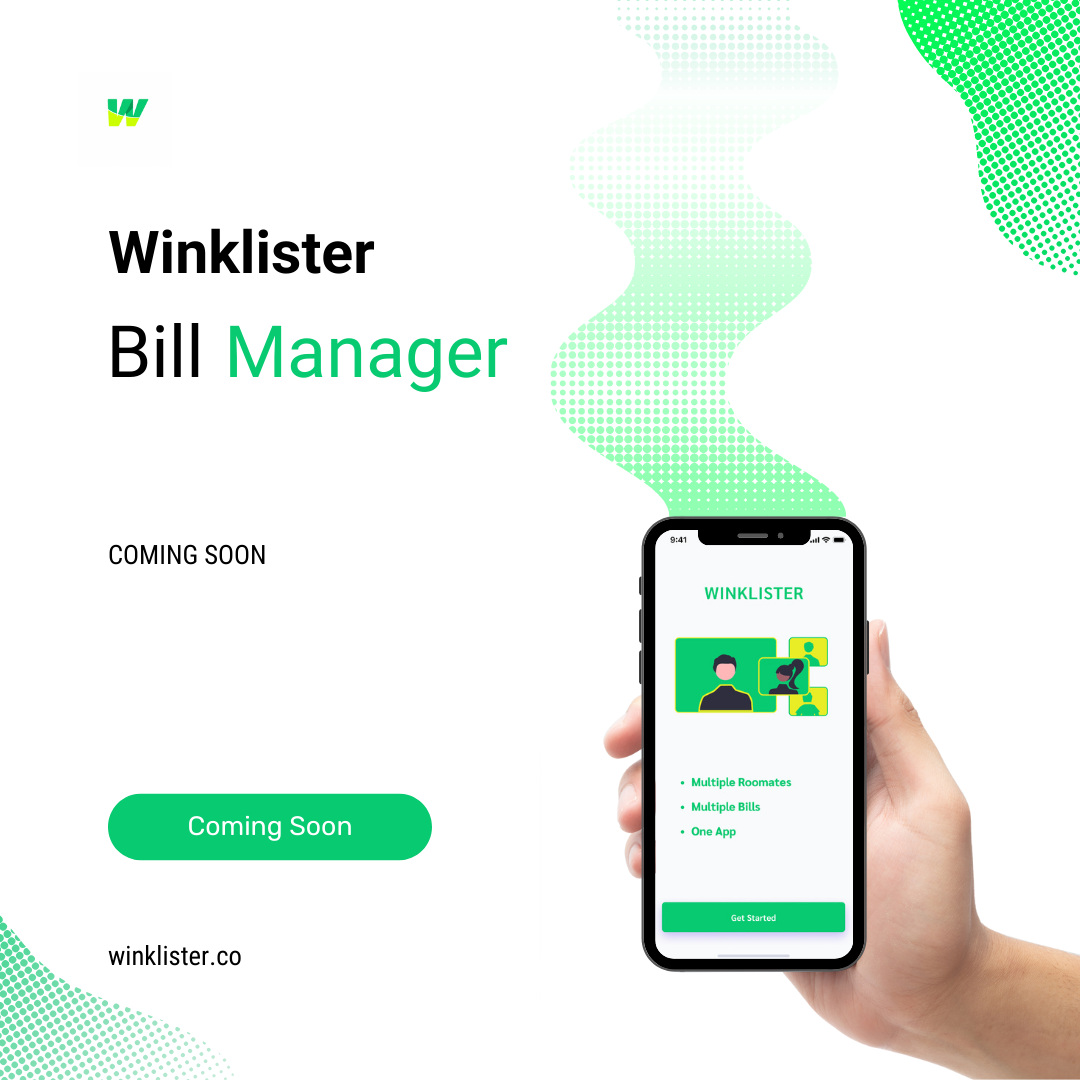 W
Winklister
Bill Manager
COMING SOON
Coming Soon
winklister.co
9:41
WINKLISTER
• Multiple Roomates
• Multiple Bills
• One App
Get Started